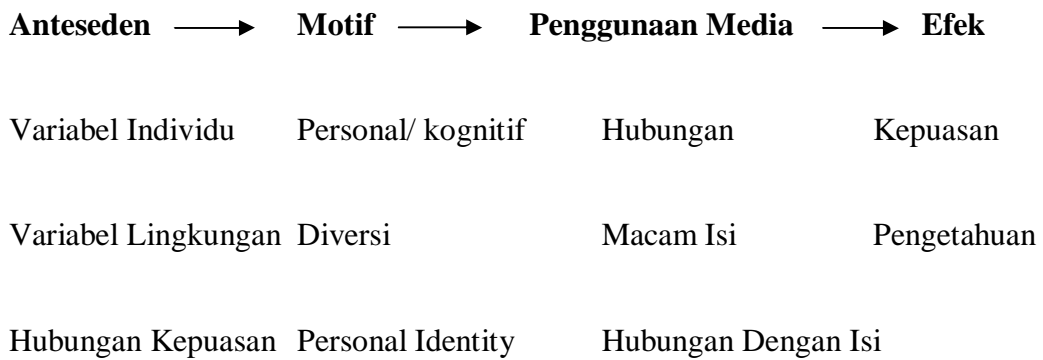 Anteseden → Motif → Penggunaan Media → Efek
Variabel Individu Personal/ kognitif Hubungan Kepuasan
Variabel Lingkungan Diversi Macam Isi Pengetahuan
Hubungan Kepuasan Personal Identity Hubungan Dengan Isi